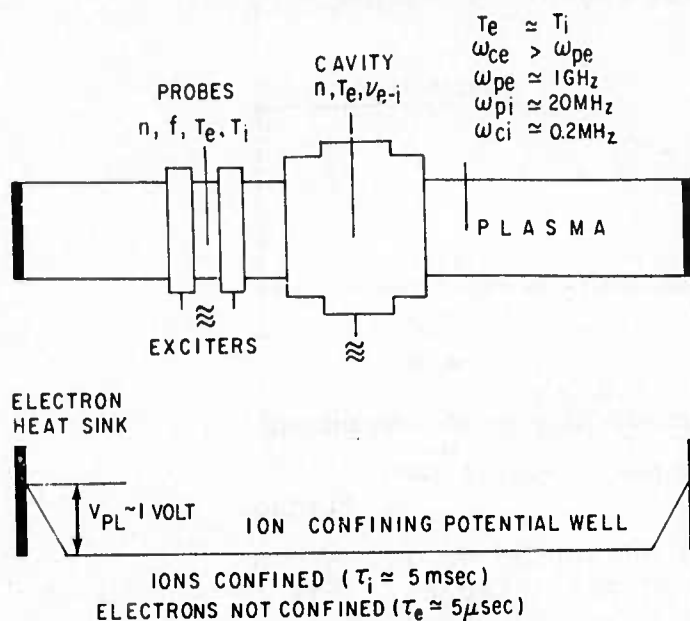 Te ≃ Ti
ωce > ωpe
ωpe ≃ 1GHz
ωpi ≃ 20MHz
ωci ≃ 0.2MHz
CAVITY
n, Te, νe-i
PROBES
n, f, Te, Ti
PLASMA
EXCITERS
ELECTRON
HEAT SINK
VPL~1 VOLT
ION CONFINING POTENTIAL WELL
IONS CONFINED (τi ≃ 5 msec)
ELECTRONS NOT CONFINED (τe ≃ 5μsec)